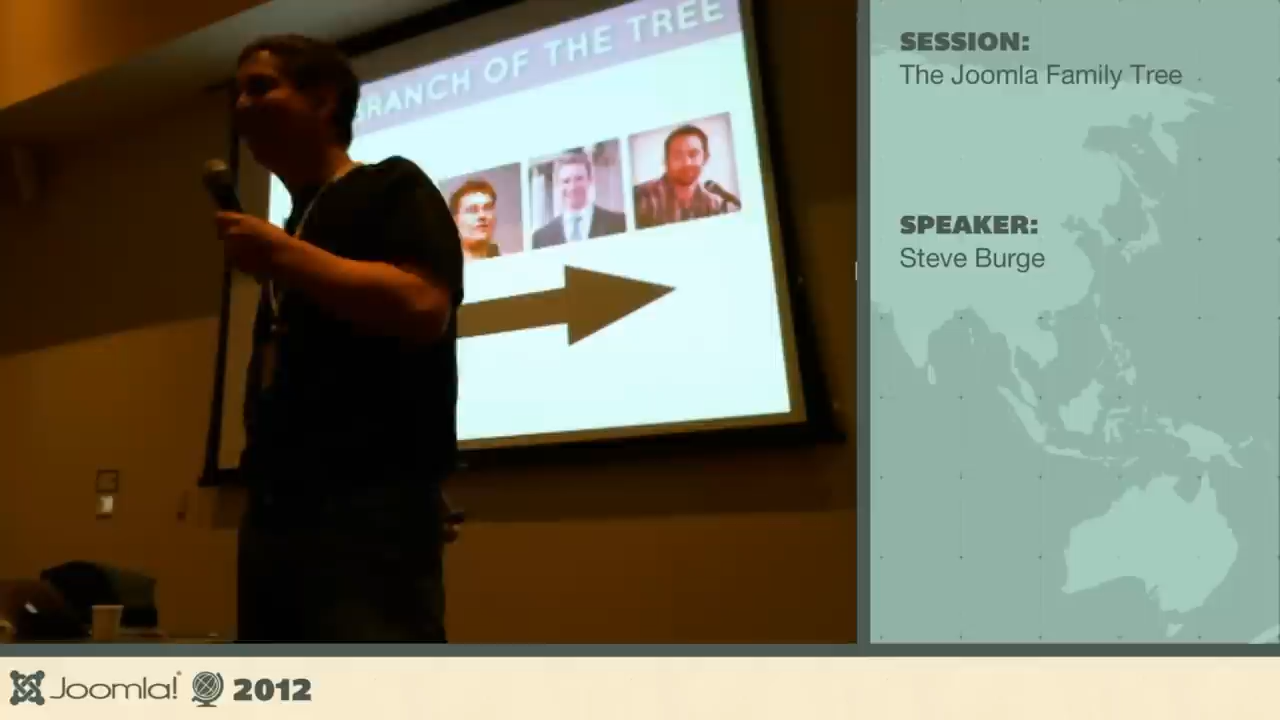 BRANCH OF THE TREE
SESSION:
The Joomla Family Tree
SPEAKER:
Steve Burge
Joomla! 2012